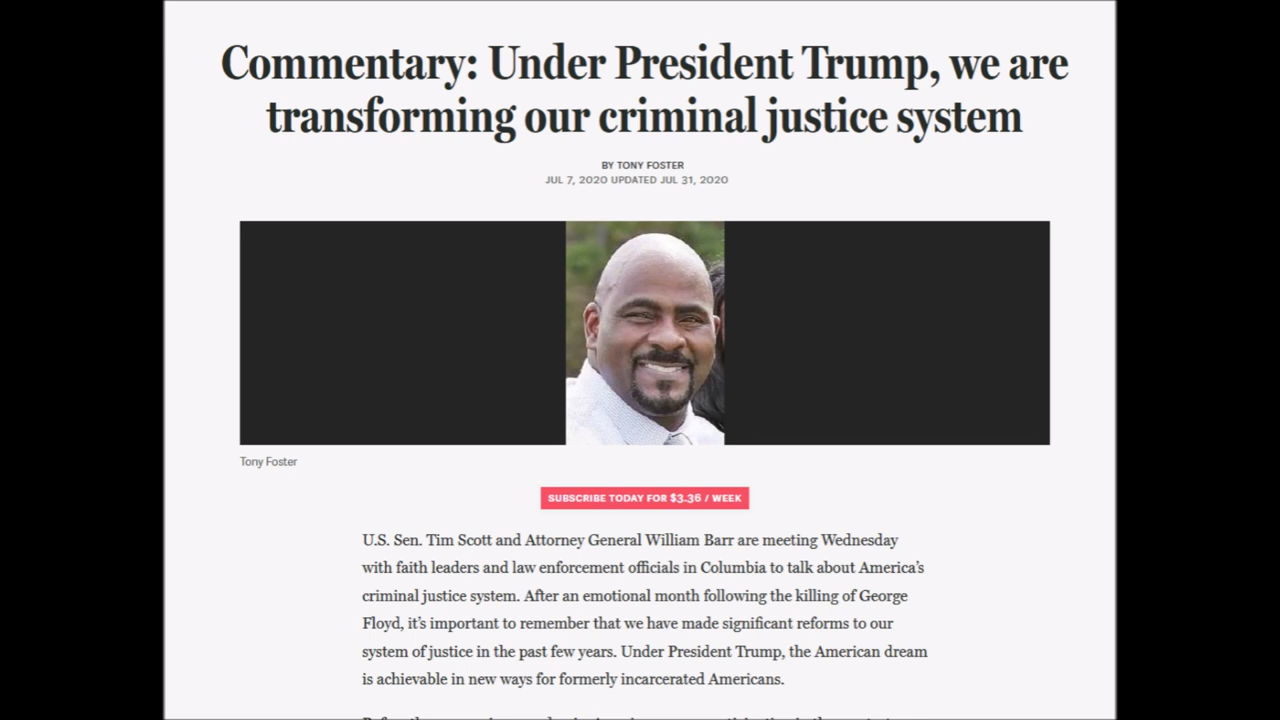 Commentary: Under President Trump, we are
transforming our criminal justice system
BY TONY FOSTER
JUL 7, 2020 UPDATED JUL 31, 2020
Tony Foster
SUBSCRIBE TODAY FOR $3.36 / WEEK
U.S. Sen. Tim Scott and Attorney General William Barr are meeting Wednesday
with faith leaders and law enforcement officials in Columbia to talk about America’s
criminal justice system. After an emotional month following the killing of George
Floyd, it’s important to remember that we have made significant reforms to our
system of justice in the past few years. Under President Trump, the American dream
is achievable in new ways for formerly incarcerated Americans.